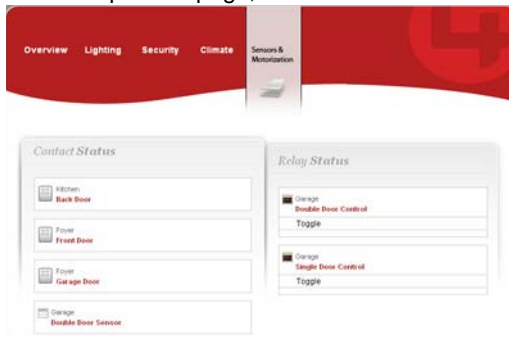 Overview Lighting Security Climate Sensors &
Motorization
Contact Status
Kitchen
Back Door
Foyer
Front Door
Foyer
Garage Door
Garage
Double Door Sensor
Relay Status
Garage
Double Door Control
Toggle
Garage
Single Door Control
Toggle